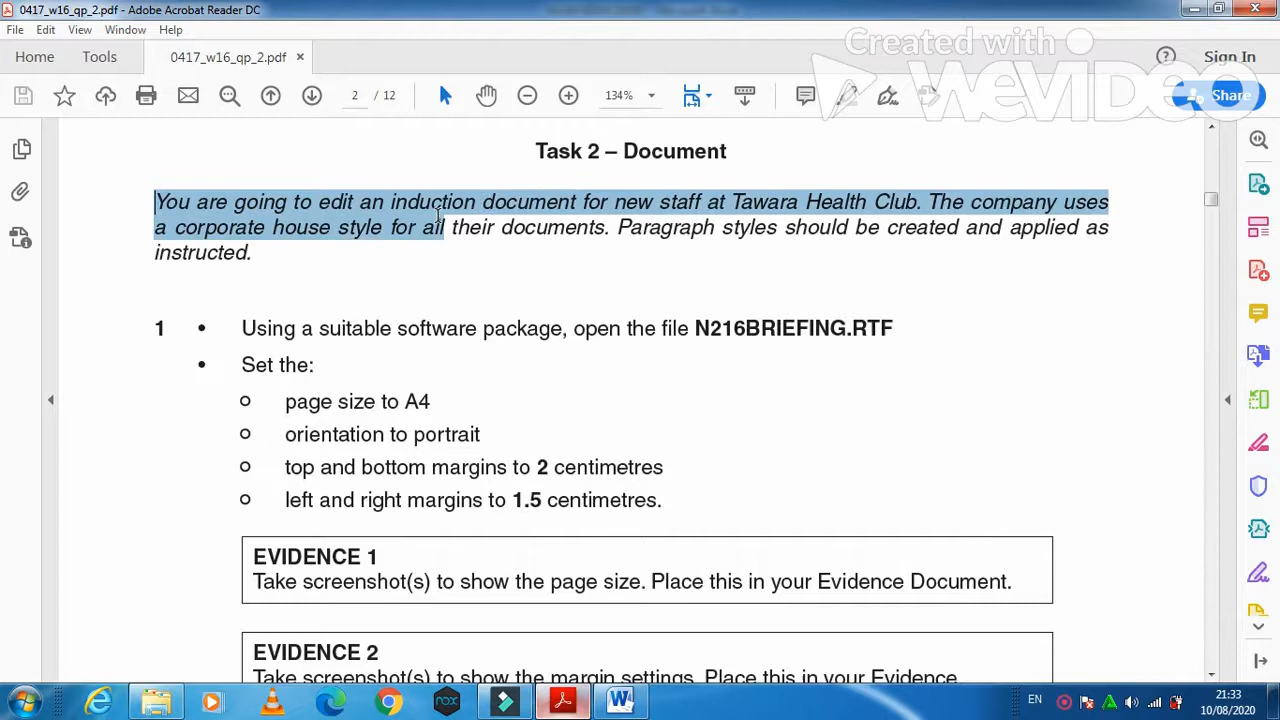 0417_w16_qp_2.pdf - Adobe Acrobat Reader DC
File Edit View Window Help
Created with
WeVideo
Home Tools 0417_w16_qp_2.pdf × Sign In
2 / 12 134% Share
Task 2 – Document
You are going to edit an induction document for new staff at Tawara Health Club. The company uses
a corporate house style for all their documents. Paragraph styles should be created and applied as
instructed.
1 • Using a suitable software package, open the file N216BRIEFING.RTF
• Set the:
page size to A4
orientation to portrait
top and bottom margins to 2 centimetres
left and right margins to 1.5 centimetres.
EVIDENCE 1
Take screenshot(s) to show the page size. Place this in your Evidence Document.
EVIDENCE 2
Take screenshot(s) to show the margin settings. Place this in your Evidence
nox
EN 21:33
10/08/2020